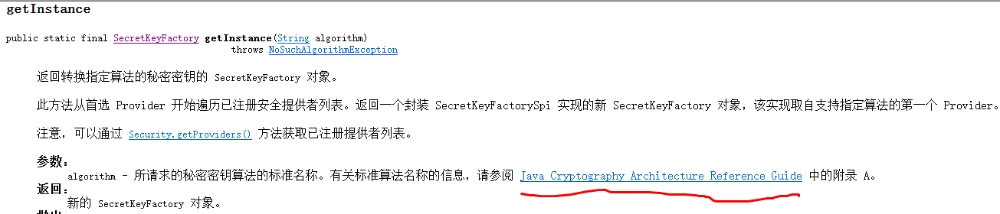 getInstance
public static final SecretKeyFactory getInstance(String algorithm)
throws NoSuchAlgorithmException
返回转换指定算法的秘密密钥的 SecretKeyFactory 对象。
此方法从首选 Provider 开始遍历已注册安全提供者列表。返回一个封装 SecretKeyFactorySpi 实现的新 SecretKeyFactory 对象，该实现取自支持指定算法的第一个 Provider。
注意，可以通过 Security.getProviders() 方法获取已注册提供者列表。
参数：
algorithm - 所请求的秘密密钥算法的标准名称。有关标准算法名称的信息，请参阅 Java Cryptography Architecture Reference Guide 中的附录 A。
返回：
新的 SecretKeyFactory 对象。